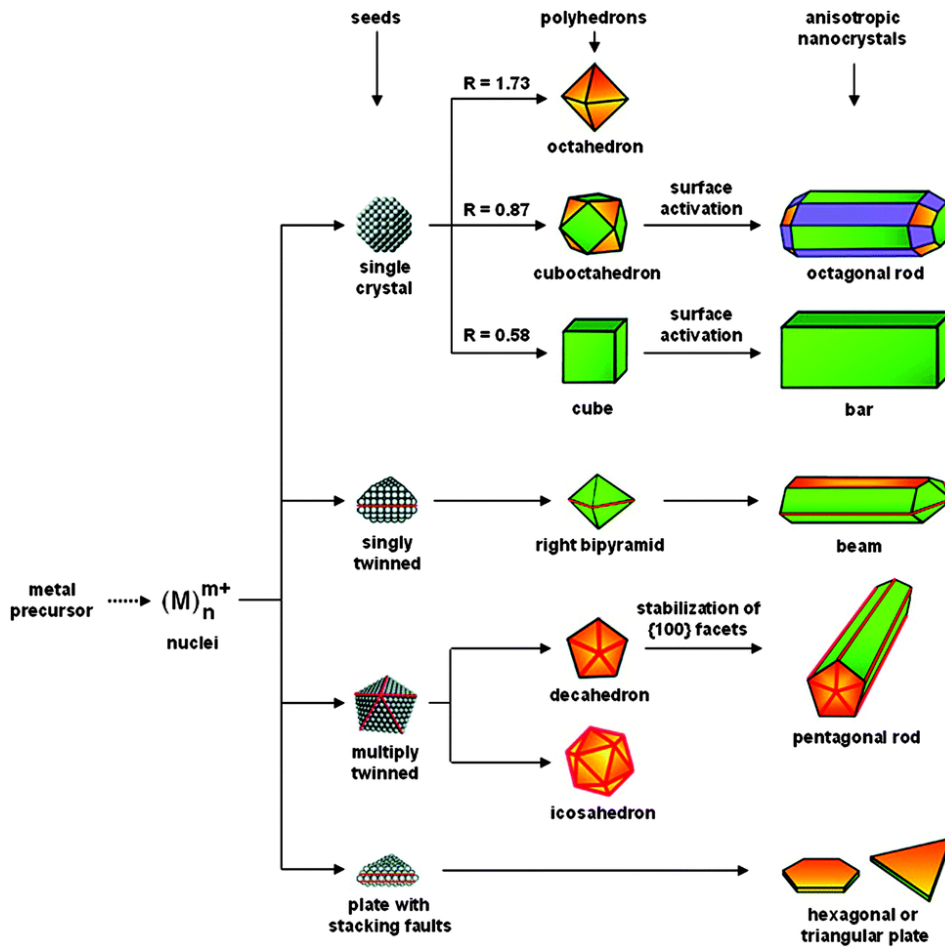 seeds
polyhedrons
anisotropic
nanocrystals
R = 1.73
octahedron
R = 0.87
surface
activation
single
crystal
cuboctahedron
octagonal rod
R = 0.58
surface
activation
cube
bar
singly
twinned
right bipyramid
beam
metal
precursor
(M)ₙᵐ⁺
nuclei
stabilization of
{100} facets
decahedron
pentagonal rod
multiply
twinned
icosahedron
plate with
stacking faults
hexagonal or
triangular plate